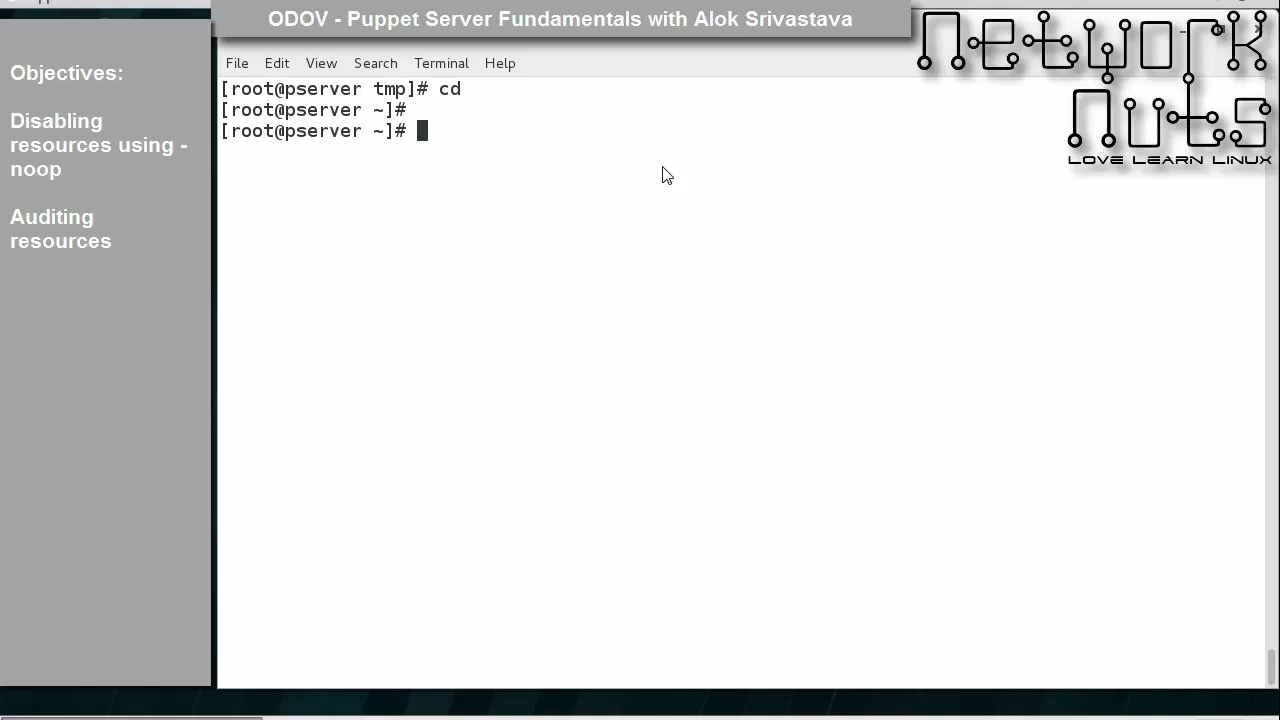 ODOV - Puppet Server Fundamentals with Alok Srivastava
Network
Nuts
LOVE LEARN LINUX
Objectives:
Disabling
resources using -
noop
Auditing
resources
File Edit View Search Terminal Help
[root@pserver tmp]# cd
[root@pserver ~]#
[root@pserver ~]#